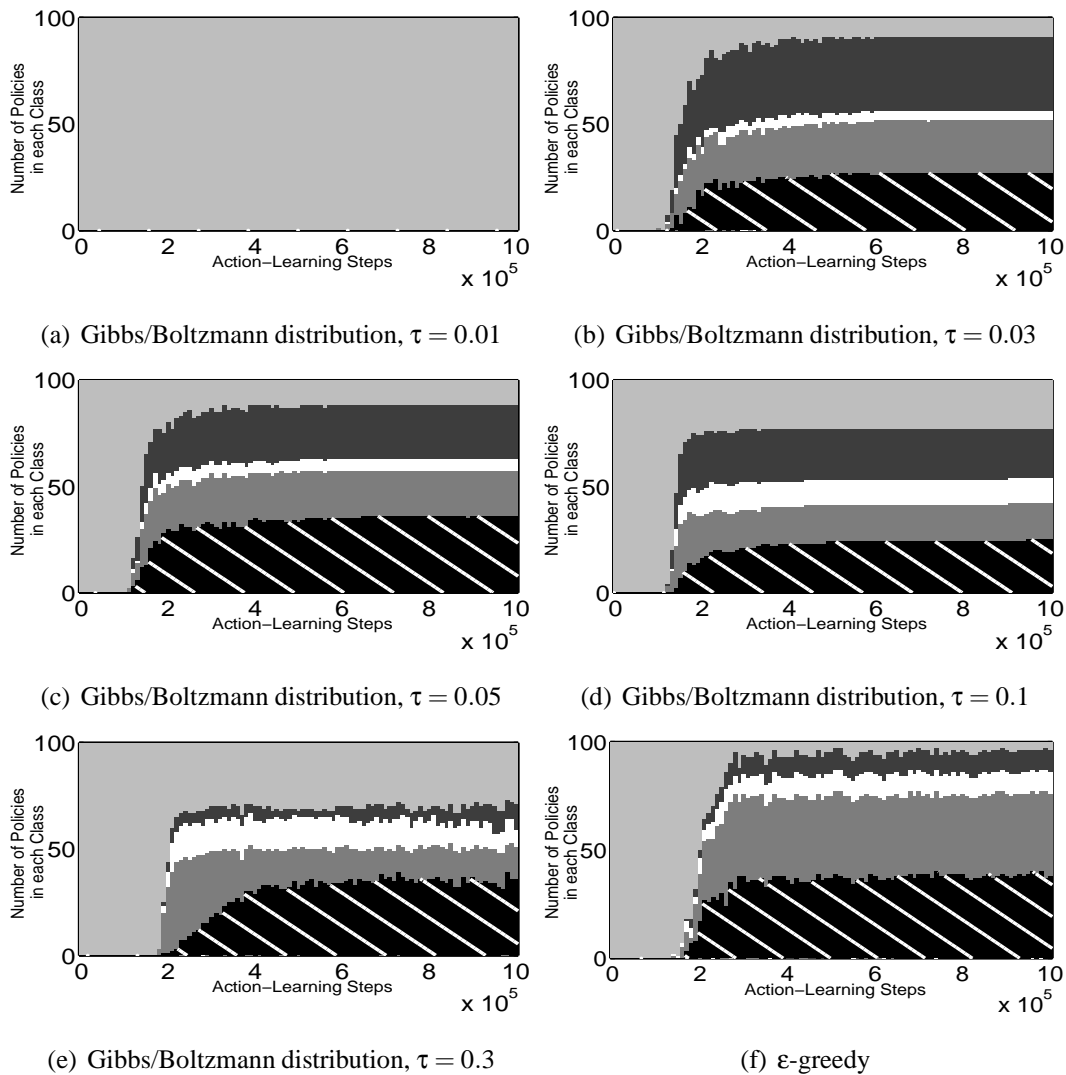 100
50
0
Number of Policies
in each Class
0 2 4 6 8 10
Action−Learning Steps
x 10^5
(a) Gibbs/Boltzmann distribution, τ = 0.01
100
50
0
Number of Policies
in each Class
0 2 4 6 8 10
Action−Learning Steps
x 10^5
(b) Gibbs/Boltzmann distribution, τ = 0.03
100
50
0
Number of Policies
in each Class
0 2 4 6 8 10
Action−Learning Steps
x 10^5
(c) Gibbs/Boltzmann distribution, τ = 0.05
100
50
0
Number of Policies
in each Class
0 2 4 6 8 10
Action−Learning Steps
x 10^5
(d) Gibbs/Boltzmann distribution, τ = 0.1
100
50
0
Number of Policies
in each Class
0 2 4 6 8 10
Action−Learning Steps
x 10^5
(e) Gibbs/Boltzmann distribution, τ = 0.3
100
50
0
Number of Policies
in each Class
0 2 4 6 8 10
Action−Learning Steps
x 10^5
(f) ε-greedy